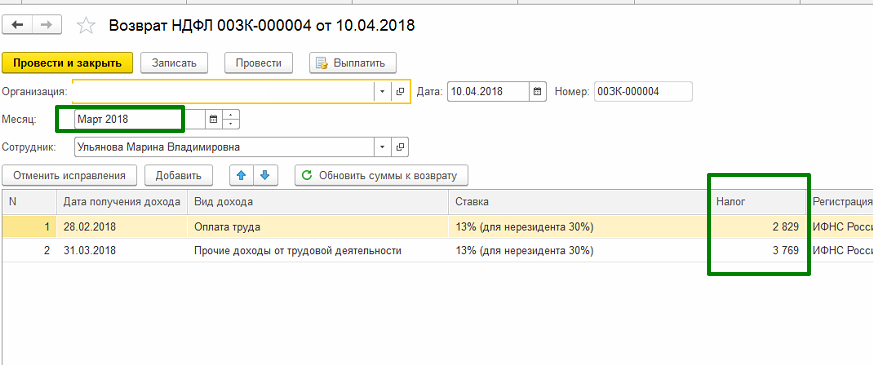 Возврат НДФЛ 00ЗК-000004 от 10.04.2018
Провести и закрыть Записать Провести Выплатить
Организация: Дата: 10.04.2018 Номер: 00ЗК-000004
Месяц: Март 2018
Сотрудник: Ульянова Марина Владимировна
Отменить исправления Добавить Обновить суммы к возврату
N Дата получения дохода Вид дохода Ставка Налог Регистрация
1 28.02.2018 Оплата труда 13% (для нерезидента 30%) 2 829 ИФНС Росси
2 31.03.2018 Прочие доходы от трудовой деятельности 13% (для нерезидента 30%) 3 769 ИФНС Росси